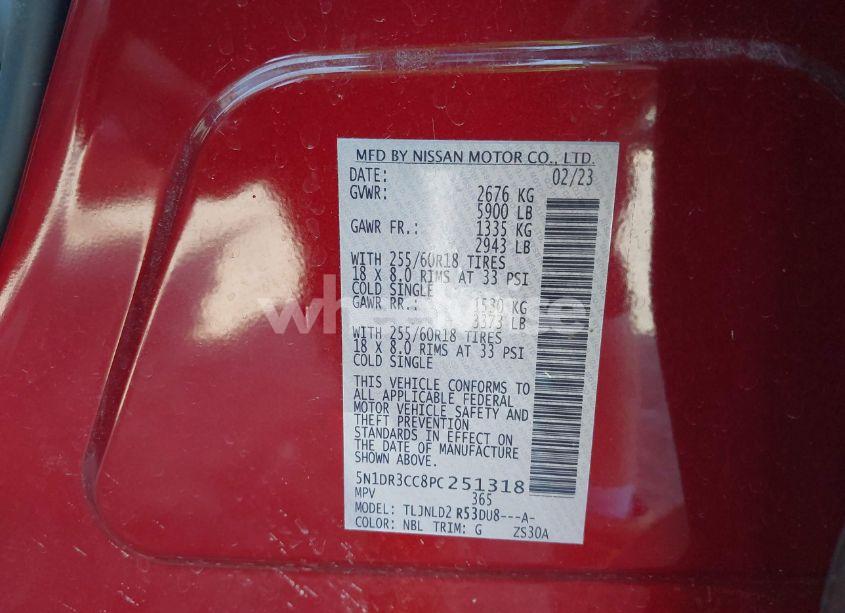 MFD BY NISSAN MOTOR CO., LTD.
DATE: 02/23
GVWR: 2676 KG
5900 LB
GAWR FR.: 1335 KG
2943 LB
WITH 255/60R18 TIRES
18 X 8.0 RIMS AT 33 PSI
COLD SINGLE
GAWR RR.: 1530 KG
3373 LB
WITH 255/60R18 TIRES
18 X 8.0 RIMS AT 33 PSI
COLD SINGLE
THIS VEHICLE CONFORMS TO
ALL APPLICABLE FEDERAL
MOTOR VEHICLE SAFETY AND
THEFT PREVENTION
STANDARDS IN EFFECT ON
THE DATE OF MANUFACTURE
SHOWN ABOVE.
5N1DR3CC8PC251318
MPV 365
MODEL: TLJNLD2 R53DU8---A-
COLOR: NBL TRIM: G ZS30A